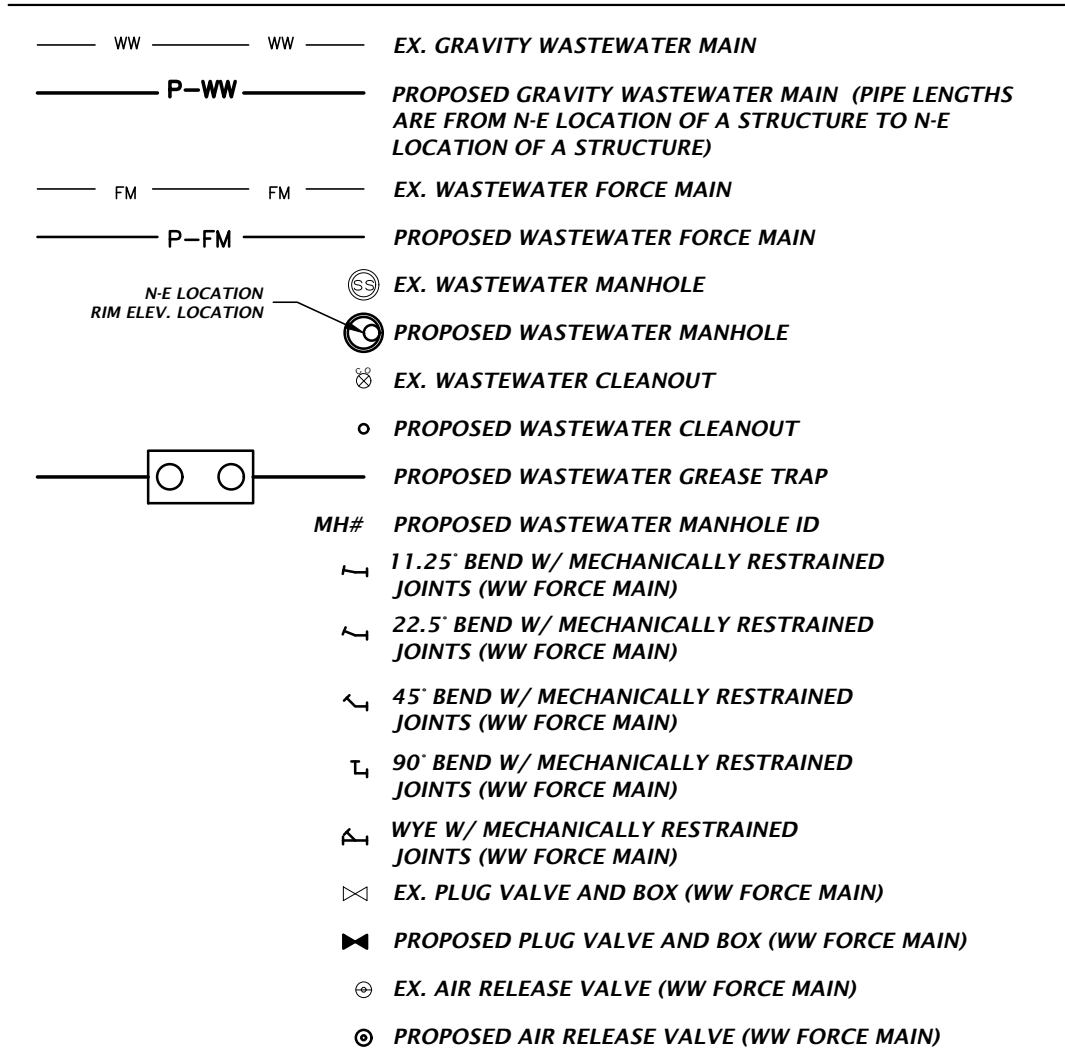 WW WW EX. GRAVITY WASTEWATER MAIN
P-WW PROPOSED GRAVITY WASTEWATER MAIN (PIPE LENGTHS
ARE FROM N-E LOCATION OF A STRUCTURE TO N-E
LOCATION OF A STRUCTURE)
FM FM EX. WASTEWATER FORCE MAIN
P-FM PROPOSED WASTEWATER FORCE MAIN
SS EX. WASTEWATER MANHOLE
N-E LOCATION
RIM ELEV. LOCATION
PROPOSED WASTEWATER MANHOLE
CO EX. WASTEWATER CLEANOUT
PROPOSED WASTEWATER CLEANOUT
PROPOSED WASTEWATER GREASE TRAP
MH# PROPOSED WASTEWATER MANHOLE ID
11.25° BEND W/ MECHANICALLY RESTRAINED
JOINTS (WW FORCE MAIN)
22.5° BEND W/ MECHANICALLY RESTRAINED
JOINTS (WW FORCE MAIN)
45° BEND W/ MECHANICALLY RESTRAINED
JOINTS (WW FORCE MAIN)
90° BEND W/ MECHANICALLY RESTRAINED
JOINTS (WW FORCE MAIN)
WYE W/ MECHANICALLY RESTRAINED
JOINTS (WW FORCE MAIN)
EX. PLUG VALVE AND BOX (WW FORCE MAIN)
PROPOSED PLUG VALVE AND BOX (WW FORCE MAIN)
EX. AIR RELEASE VALVE (WW FORCE MAIN)
PROPOSED AIR RELEASE VALVE (WW FORCE MAIN)